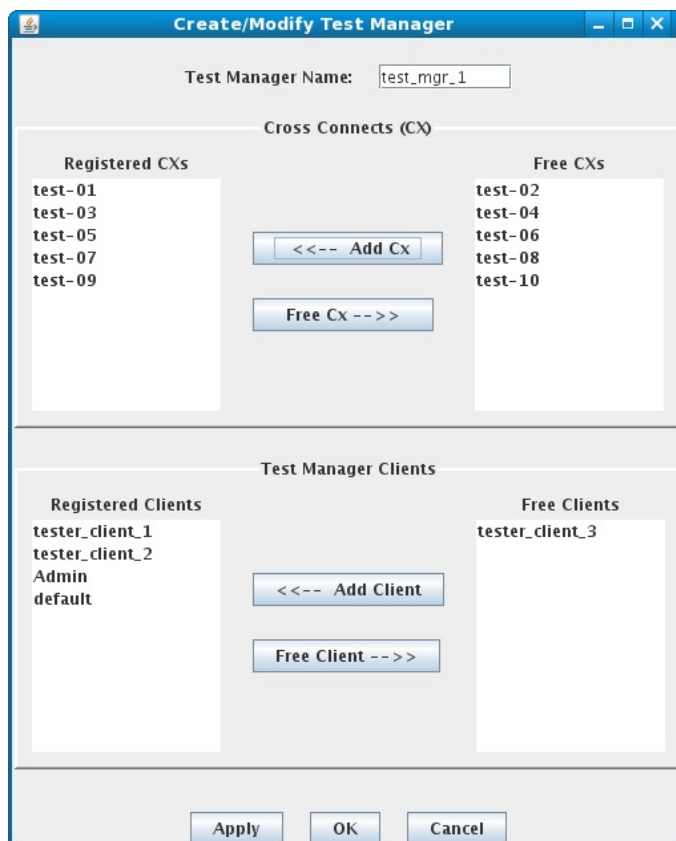 Create/Modify Test Manager
Test Manager Name: test_mgr_1
Cross Connects (CX)
Registered CXs
test-01
test-03
test-05
test-07
test-09
<<-- Add Cx
Free Cx -->>
Free CXs
test-02
test-04
test-06
test-08
test-10
Test Manager Clients
Registered Clients
tester_client_1
tester_client_2
Admin
default
<<-- Add Client
Free Client -->>
Free Clients
tester_client_3
Apply OK Cancel